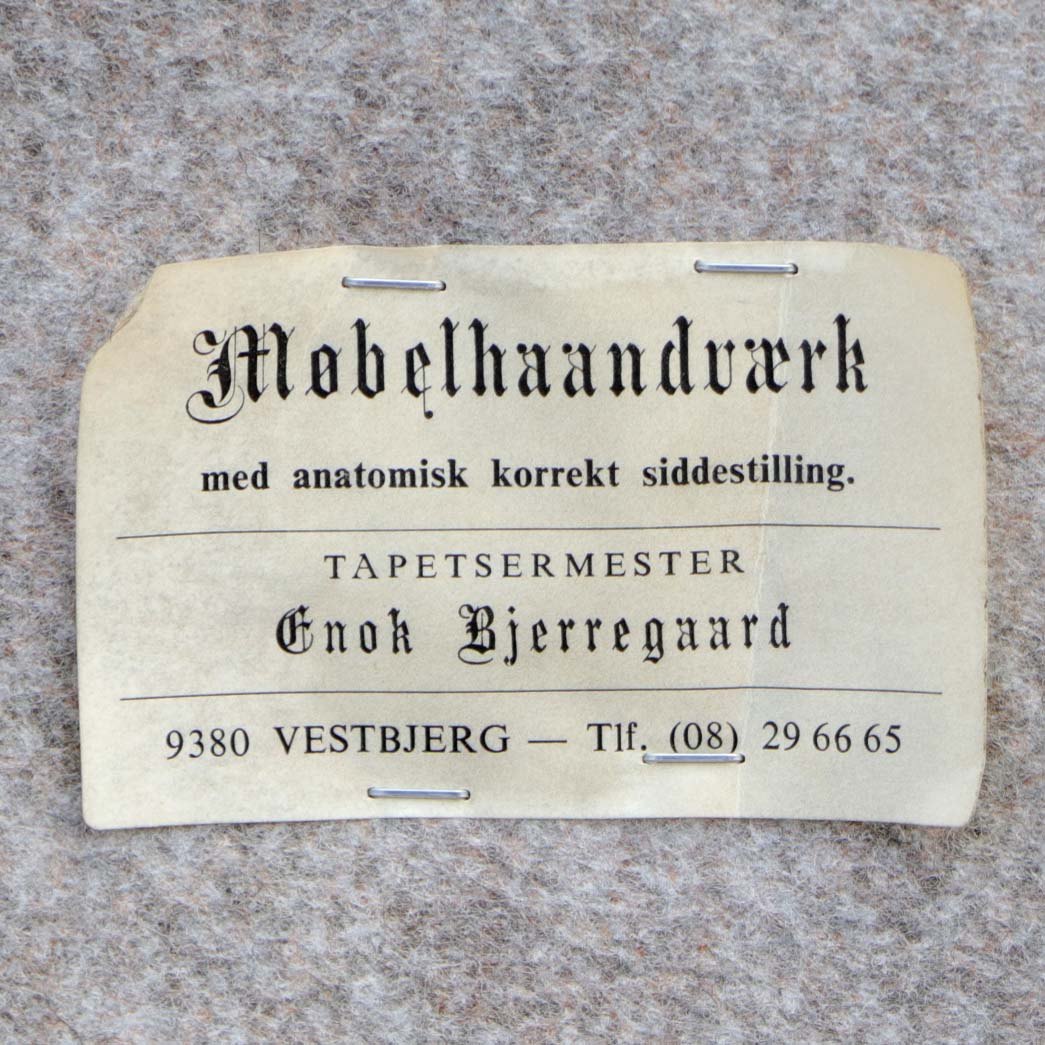 Møbelhaandværk
med anatomisk korrekt siddestilling.
TAPETSERMESTER
Enok Bjerregaard
9380 VESTBJERG — Tlf. (08) 29 66 65